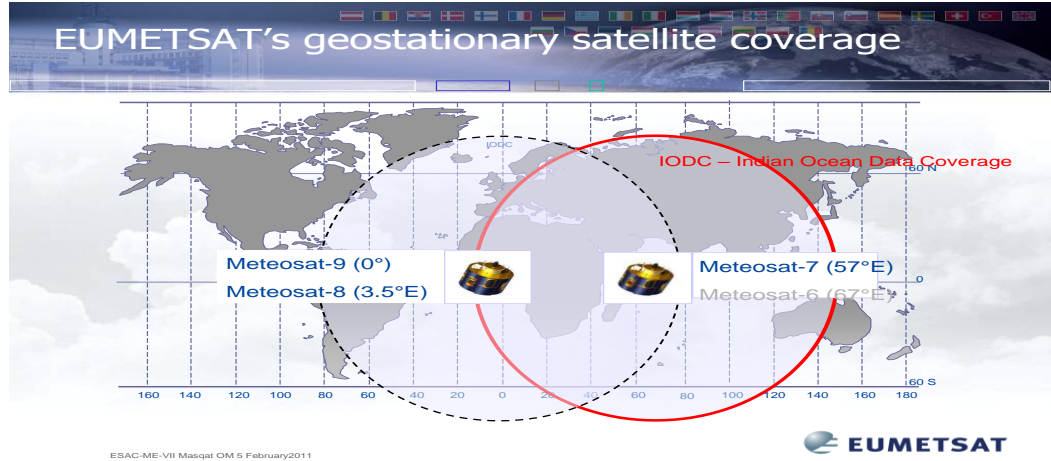 EUMETSAT's geostationary satellite coverage
IODC
IODC – Indian Ocean Data Coverage
60 N
Meteosat-9 (0°)
Meteosat-8 (3.5°E)
Meteosat-7 (57°E)
Meteosat-6 (67°E)
0
60 S
160 140 120 100 80 60 40 20 0 20 40 60 80 100 120 140 160 180
EUMETSAT
ESAC-ME-VII Masqat OM 5 February2011